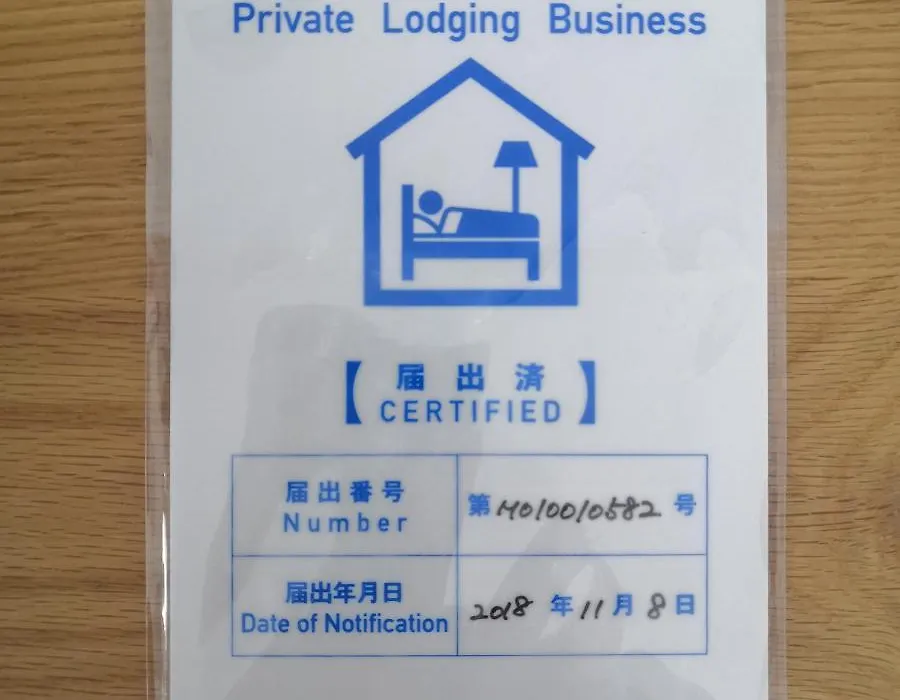 Private Lodging Business
【届出済】
CERTIFIED
届出番号
Number
第M010010582号
届出年月日
Date of Notification
2018年11月8日